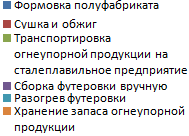 Формовка полуфабриката
Сушка и обжиг
Транспортировка
огнеупорной продукции на
сталеплавильное предприятие
Сборка футеровки вручную
Разогрев футеровки
Хранение запаса огнеупорной
продукции